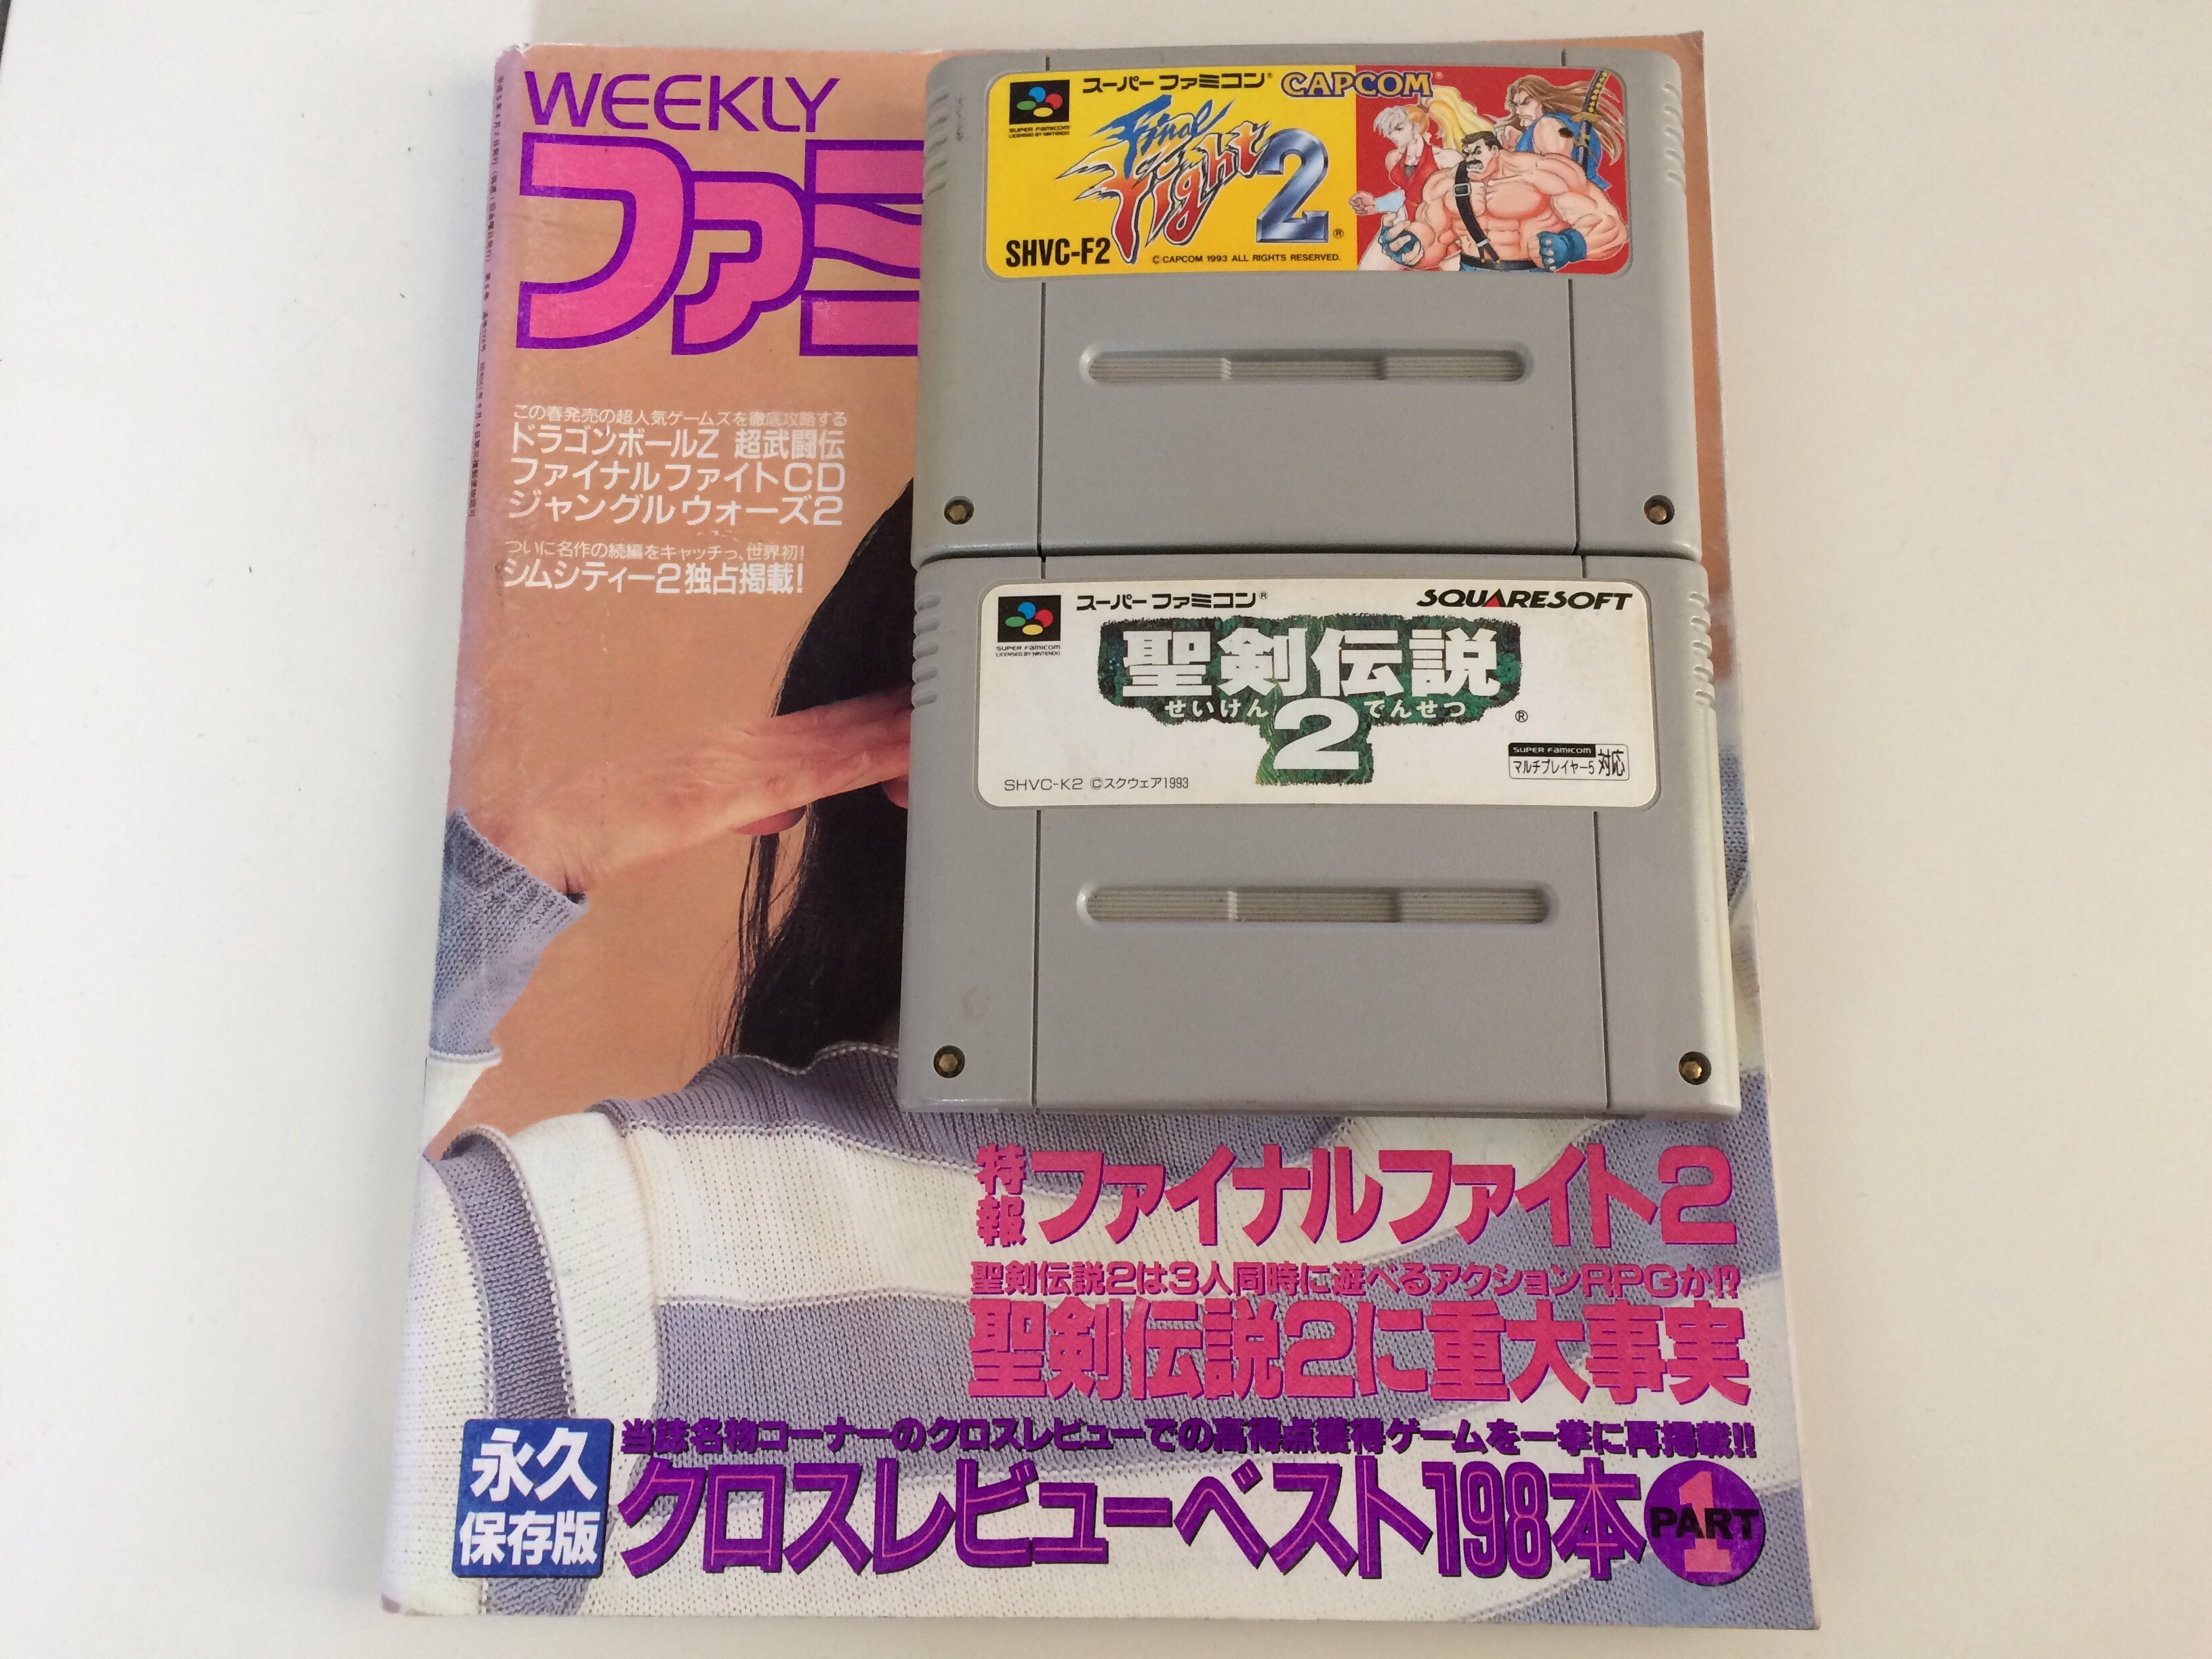 WEEKLY
ファミ
この春発売の超人気ゲームズを徹底攻略する
ドラゴンボールZ 超武闘伝
ファイナルファイトCD
ジャングルウォーズ2
ついに名作の続編をキャッチっ、世界初!
シムシティー2独占掲載!
スーパーファミコン® CAPCOM®
SUPER FAMICOM
LICENSED BY NINTENDO
Final
Fight 2®
SHVC-F2
© CAPCOM 1993 ALL RIGHTS RESERVED.
スーパーファミコン® SQUARESOFT
SUPER FAMICOM
LICENSED BY NINTENDO
聖剣伝説
せいけん 2 でんせつ ®
SUPER FAMICOM
マルチプレイヤー5 対応
SHVC-K2 ©スクウェア1993
特報 ファイナルファイト2
聖剣伝説2は3人同時に遊べるアクションRPGか!?
聖剣伝説2に重大事実
永久
保存版
当誌名物コーナーのクロスレビューでの高得点獲得ゲームを一挙に再掲載!!
クロスレビューベスト198本 PART 1